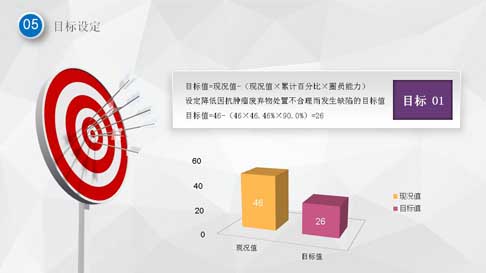 05
目标设定
目标值=现况值-（现况值×累计百分比×圈员能力）
设定降低因抗肿瘤废弃物处置不合理而发生缺陷的目标值
目标值=46-（46×46.46%×90.0%）=26
目标 01
60
40
20
0
46
26
现况值
目标值
现况值
目标值